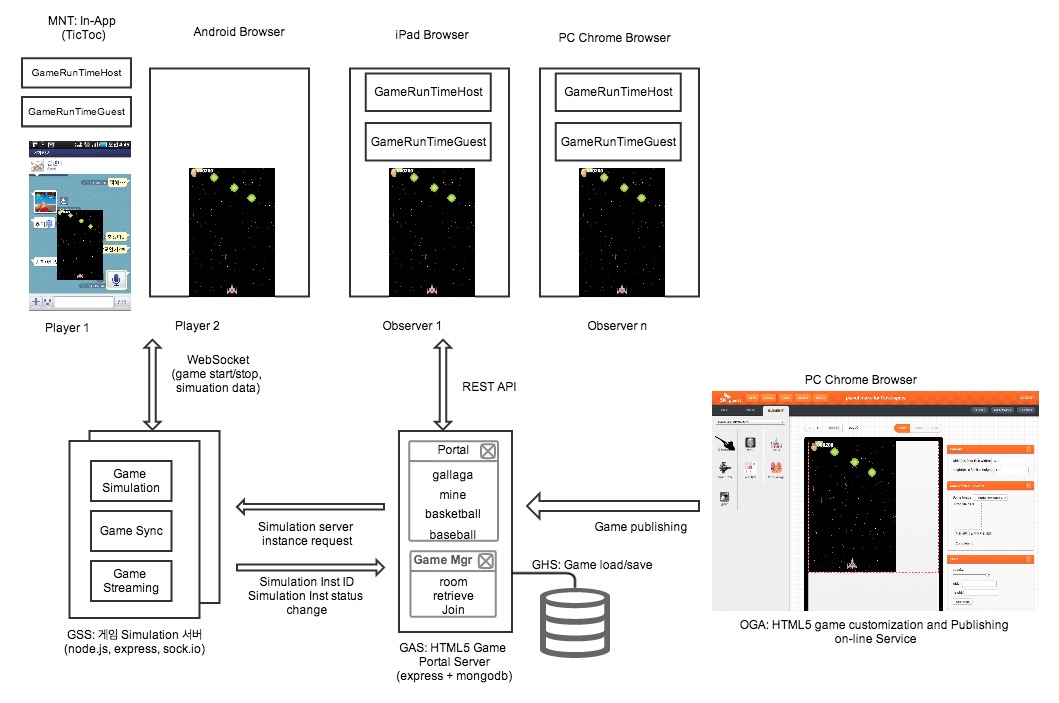 MNT: In-App
(TicToc)
Android Browser
iPad Browser
PC Chrome Browser
GameRunTimeHost
GameRunTimeGuest
GameRunTimeHost
GameRunTimeGuest
GameRunTimeHost
GameRunTimeGuest
Player 1
Player 2
Observer 1
Observer n
WebSocket
(game start/stop,
simuation data)
REST API
PC Chrome Browser
LOGOUT
ELEMENT
Game
Simulation
Game Sync
Game
Streaming
Simulation server
instance request
Simulation Inst ID
Simulation Inst status
change
Portal
gallaga
mine
basketball
baseball
Game Mgr
room
retrieve
Join
Game publishing
GHS: Game load/save
GSS: 게임 Simulation 서버
(node.js, express, sock.io)
GAS: HTML5 Game
Portal Server
(express + mongodb)
OGA: HTML5 game customization and Publishing
on-line Service